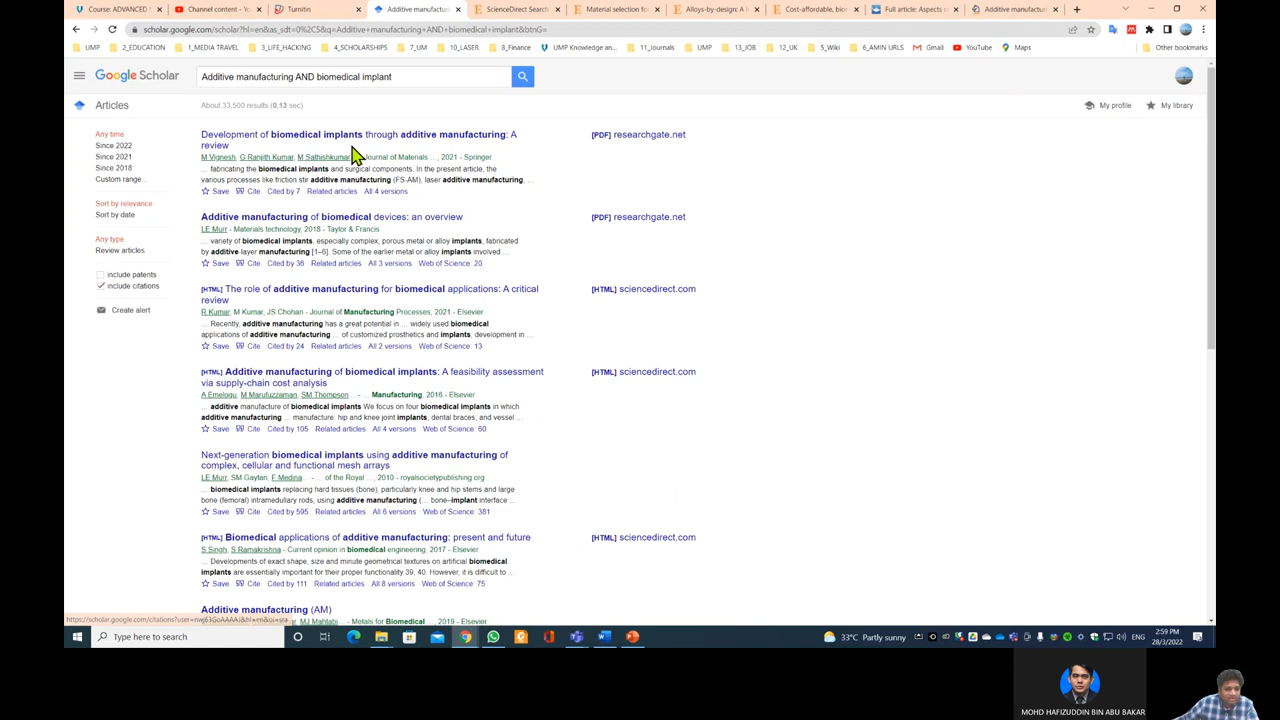 Course: ADVANCED M
Channel content - You
Turnitin
Additive manufactur
ScienceDirect Search
Material selection for
Alloys-by-design: A
Cost-affordable, bio
Full article: Aspects
Additive manufactur
scholar.google.com/scholar?hl=en&as_sdt=0%2C5&q=Additive+manufacturing+AND+biomedical+implant&btnG=
UMP
2_EDUCATION
1_MEDIA TRAVEL
3_LIFE_HACKING
4_SCHOLARSHIPS
7_UM
10_LASER
8_Finance
UMP Knowledge an...
11_Journals
UMP
13_JOB
12_UK
5_Wiki
6_AMIN URLS
Gmail
YouTube
Maps
Other bookmarks
Google Scholar
Additive manufacturing AND biomedical implant
Articles
About 33,500 results (0.13 sec)
My profile
My library
Any time
Since 2022
Since 2021
Since 2018
Custom range...
Sort by relevance
Sort by date
Any type
Review articles
include patents
include citations
Create alert
Development of biomedical implants through additive manufacturing: A
review
[PDF] researchgate.net
M Vignesh, G Ranjith Kumar, M Sathishkumar Journal of Materials ..., 2021 - Springer
... fabricating the biomedical implants and surgical components. In the present article, the
various processes like friction stir additive manufacturing (FS-AM), laser additive manufacturing, ...
Save Cite Cited by 7 Related articles All 4 versions
Additive manufacturing of biomedical devices: an overview
[PDF] researchgate.net
LE Murr - Materials technology, 2018 - Taylor & Francis
... variety of biomedical implants, especially complex, porous metal or alloy implants, fabricated
by additive-layer manufacturing [1–6]. Some of the earlier metal or alloy implants involved ...
Save Cite Cited by 36 Related articles All 3 versions Web of Science: 20
[HTML] The role of additive manufacturing for biomedical applications: A critical
review
[HTML] sciencedirect.com
R Kumar, M Kumar, JS Chohan - Journal of Manufacturing Processes, 2021 - Elsevier
... Recently, additive manufacturing has a great potential in ... widely used biomedical
applications of additive manufacturing ... of customized prosthetics and implants, development in ...
Save Cite Cited by 24 Related articles All 2 versions Web of Science: 13
[HTML] Additive manufacturing of biomedical implants: A feasibility assessment
via supply-chain cost analysis
[HTML] sciencedirect.com
A Emelogu, M Marufuzzaman, SM Thompson... - Manufacturing, 2016 - Elsevier
... additive manufacture of biomedical implants We focus on four biomedical implants in which
additive manufacturing ... manufacture: hip and knee joint implants, dental braces, and vessel ...
Save Cite Cited by 105 Related articles All 4 versions Web of Science: 60
Next-generation biomedical implants using additive manufacturing of
complex, cellular and functional mesh arrays
LE Murr, SM Gaytan, F Medina... - ... of the Royal ..., 2010 - royalsocietypublishing.org
... biomedical implants replacing hard tissues (bone), particularly knee and hip stems and large
bone (femoral) intramedullary rods, using additive manufacturing (... bone–implant interface ...
Save Cite Cited by 595 Related articles All 6 versions Web of Science: 381
[HTML] Biomedical applications of additive manufacturing: present and future
[HTML] sciencedirect.com
S Singh, S Ramakrishna - Current opinion in biomedical engineering, 2017 - Elsevier
... Developments of exact shape, size and minute geometrical textures on artificial biomedical
implants are essentially important for their proper functionality 39, 40. However, it is difficult to ...
Save Cite Cited by 111 Related articles All 8 versions Web of Science: 75
Additive manufacturing (AM)
MJ Mahtabi... - Metals for Biomedical ..., 2019 - Elsevier
Type here to search
33°C Partly sunny
ENG
2:59 PM
28/3/2022
MOHD HAFIZUDDIN BIN ABU BAKAR